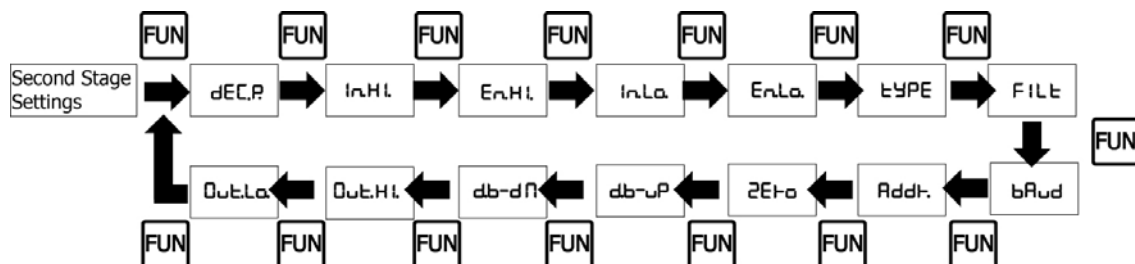 FUN FUN FUN FUN FUN FUN FUN
Second Stage
Settings
dEC.P. In.HI. En.HI. In.Lo. En.Lo. tYPE FILt
FUN
Out.Lo. Out.HI. d.b-dn d.b-uP ZEro Addr. bAud
FUN FUN FUN FUN FUN FUN FUN